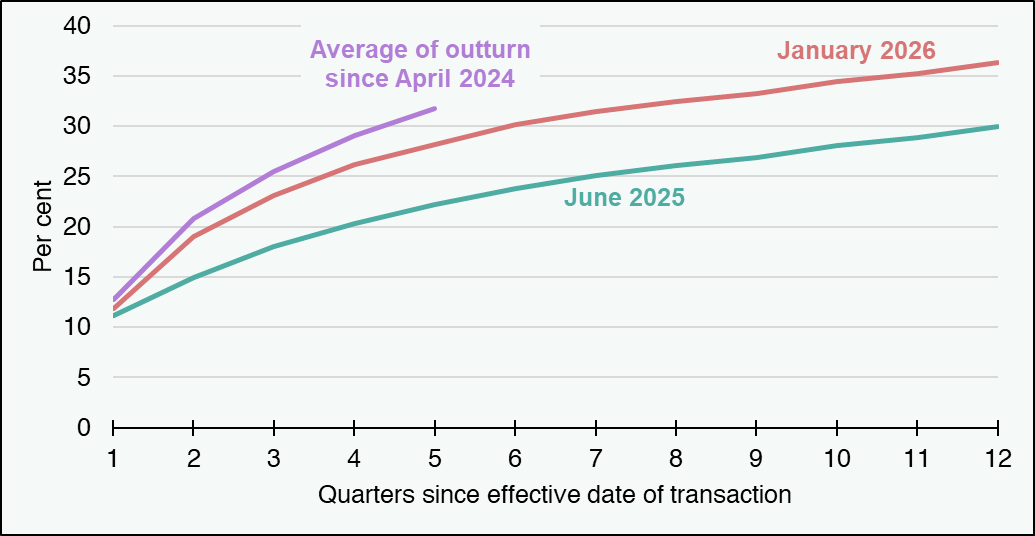 40
35
30
25
20
15
10
5
0
Per cent
Average of outturn
since April 2024
January 2026
June 2025
1 2 3 4 5 6 7 8 9 10 11 12
Quarters since effective date of transaction